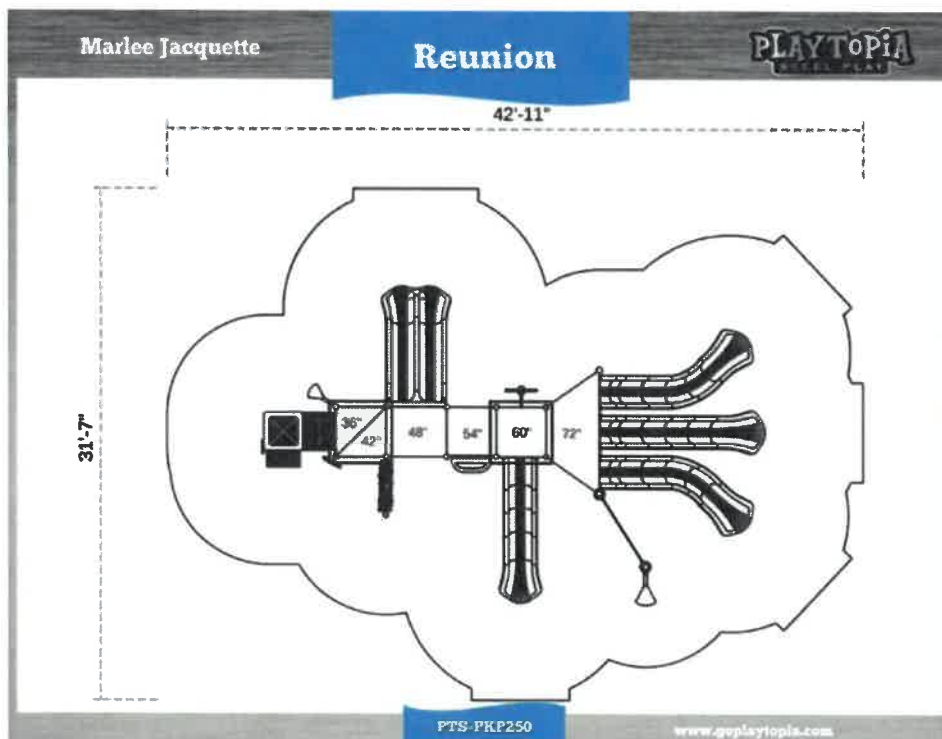 Marlee Jacquette
Reunion
PLAYTOPIA
42'-11"
31'-7"
36"
42"
48"
54"
60"
72"
PTS-PKP250
www.goplaytopia.com